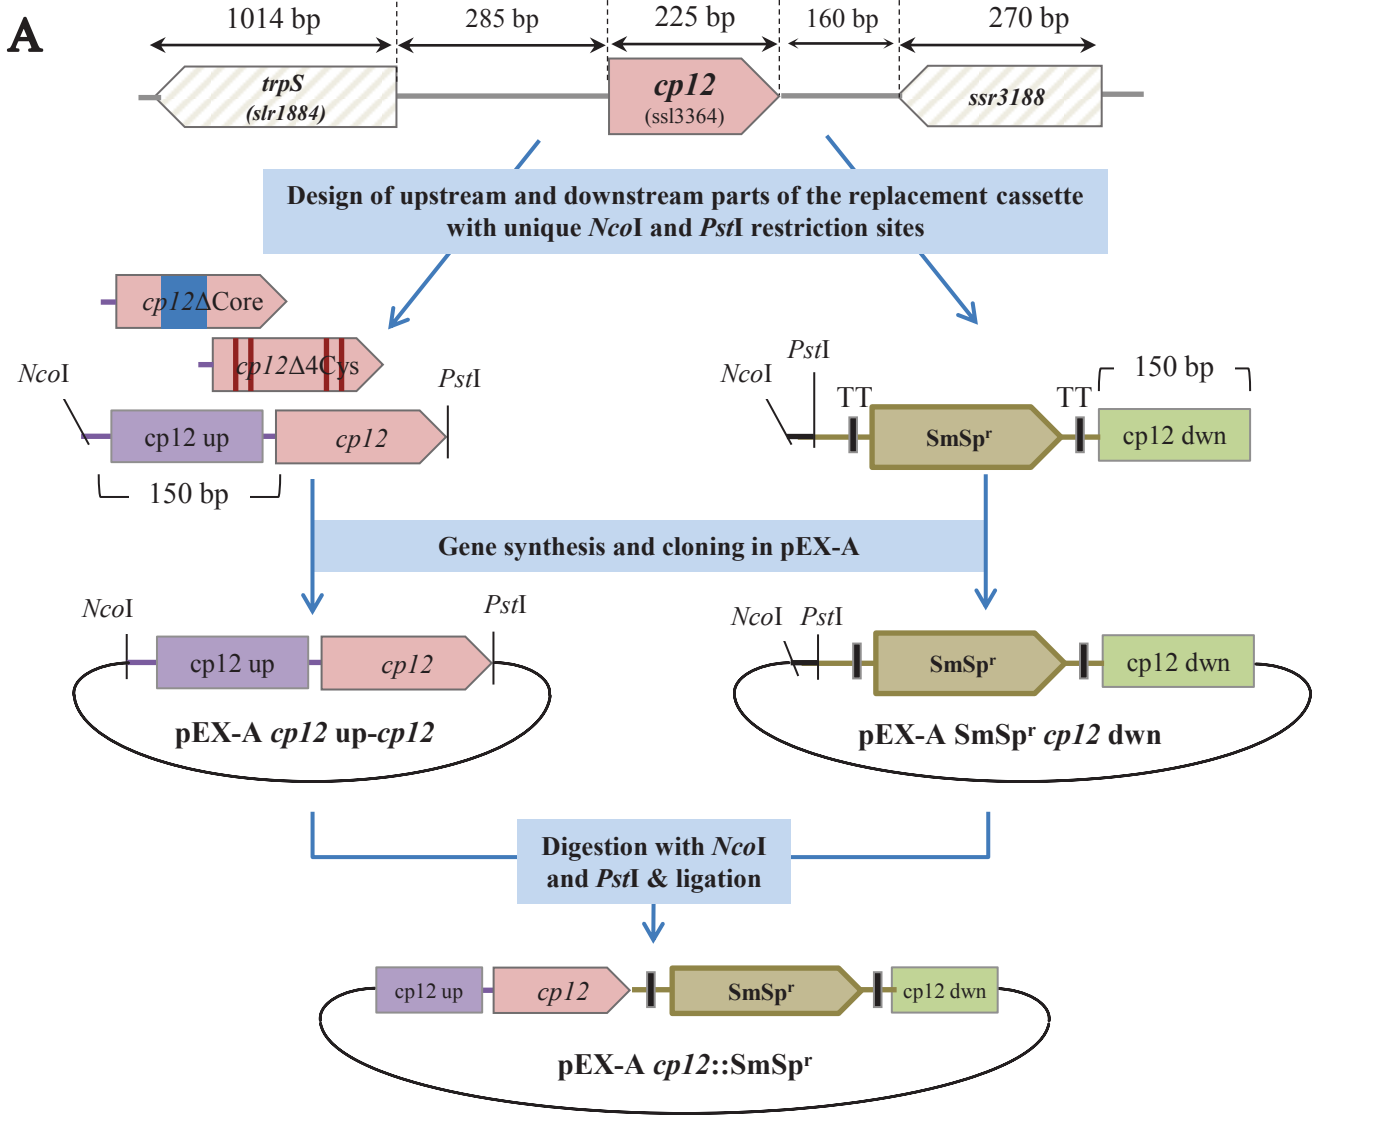 A
1014 bp
285 bp
225 bp
160 bp
270 bp
trpS
(slr1884)
cp12
(ssl3364)
ssr3188
Design of upstream and downstream parts of the replacement cassette
with unique NcoI and PstI restriction sites
cp12ΔCore
cp12Δ4Cys
NcoI
PstI
cp12 up
cp12
150 bp
NcoI
PstI
TT
TT
150 bp
SmSpʳ
cp12 dwn
Gene synthesis and cloning in pEX-A
NcoI
PstI
cp12 up
cp12
pEX-A cp12 up-cp12
NcoI
PstI
SmSpʳ
cp12 dwn
pEX-A SmSpʳ cp12 dwn
Digestion with NcoI
and PstI & ligation
cp12 up
cp12
SmSpʳ
cp12 dwn
pEX-A cp12::SmSpʳ